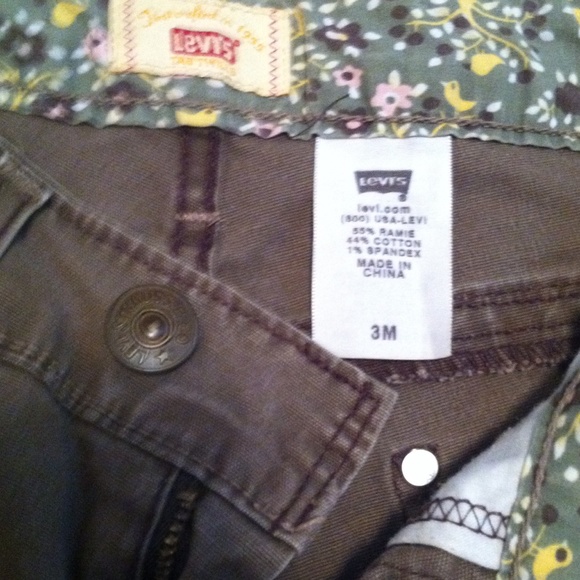 Levi's
Levi's
®
levi.com
(800) USA-LEVI
55% RAMIE
44% COTTON
1% SPANDEX
MADE IN
CHINA
3M